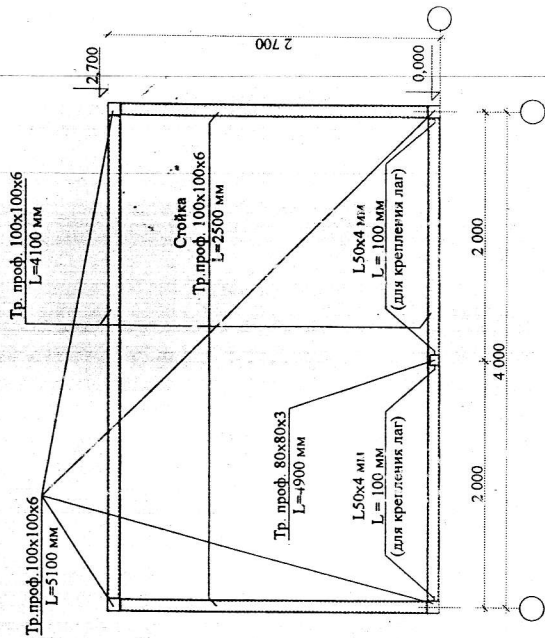 Тр.проф.100х100х6
L=5100 мм
Тр. проф. 100х100х6
L=4100 мм
2,700
2 700
Стойка
Тр.проф. 100х100х6
L=2500 мм
Тр. проф. 80х80х3
L=4900 мм
L50х4 мм
L = 100 мм
(для крепления лаг)
L50х4 мм
L = 100 мм
(для крепления лаг)
0,000
2 000
2 000
4 000